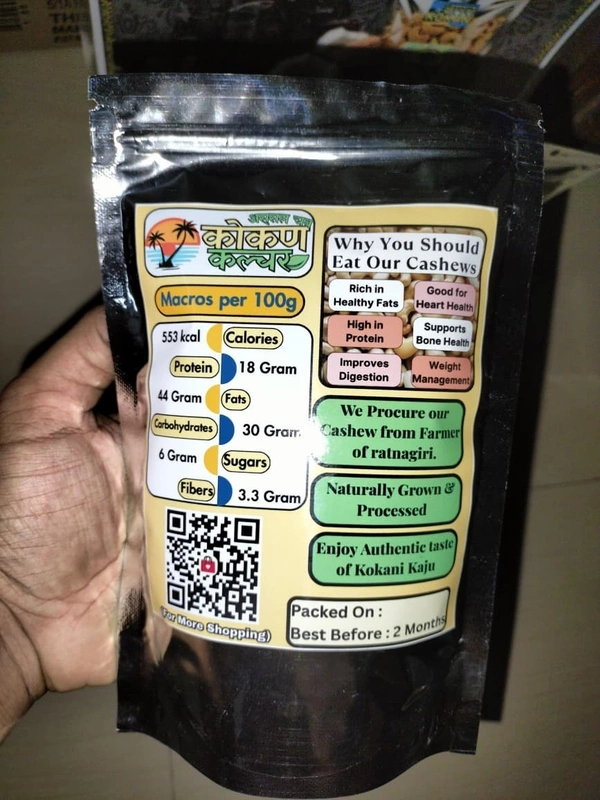 अस्सल चव
कोकण
कल्चर
Macros per 100g
553 kcal Calories
Protein 18 Gram
44 Gram Fats
Carbohydrates 30 Gram
6 Gram Sugars
Fibers 3.3 Gram
(For More Shopping)
Why You Should
Eat Our Cashews
Rich in
Healthy Fats
Good for
Heart Health
High in
Protein
Supports
Bone Health
Improves
Digestion
Weight
Management
We Procure our
Cashew from Farmer
of ratnagiri.
Naturally Grown &
Processed
Enjoy Authentic taste
of Kokani Kaju
Packed On :
Best Before : 2 Months